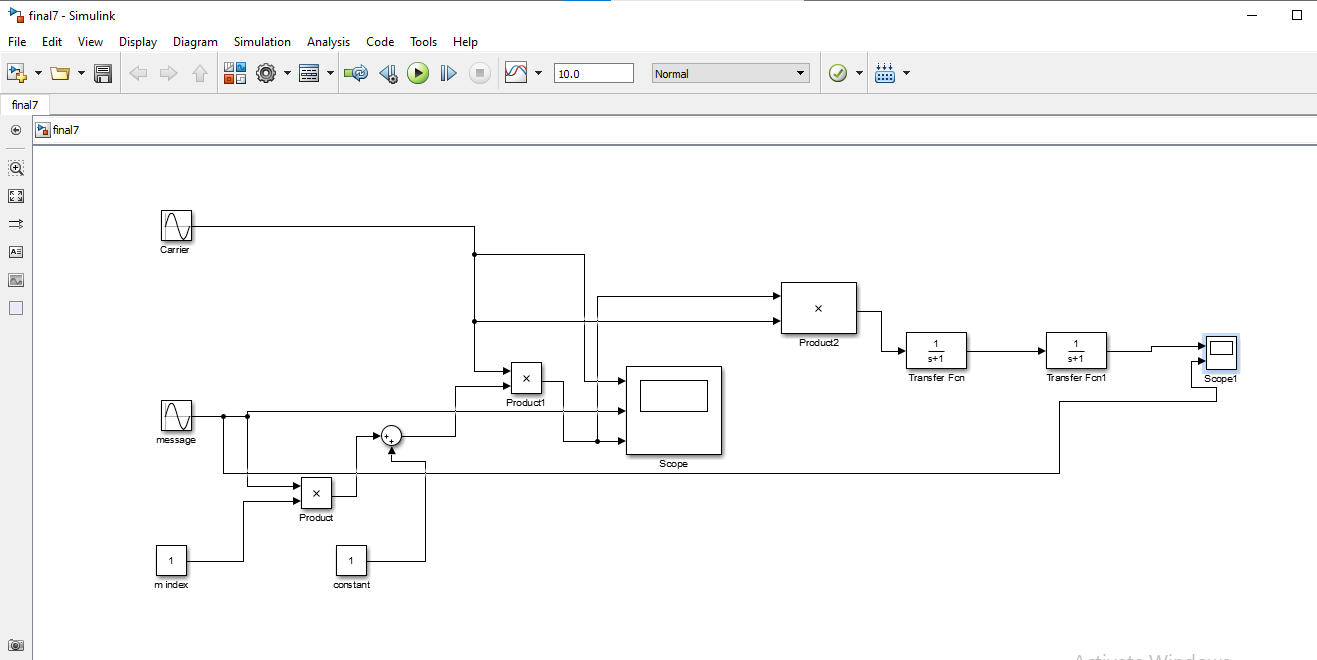 final7 - Simulink
File Edit View Display Diagram Simulation Analysis Code Tools Help
10.0 Normal
final7
final7
Carrier
×
Product2
1
s+1
Transfer Fcn
1
s+1
Transfer Fcn1
Scope1
×
Product1
message
Scope
×
Product
1
m index
1
constant
Activate Windows